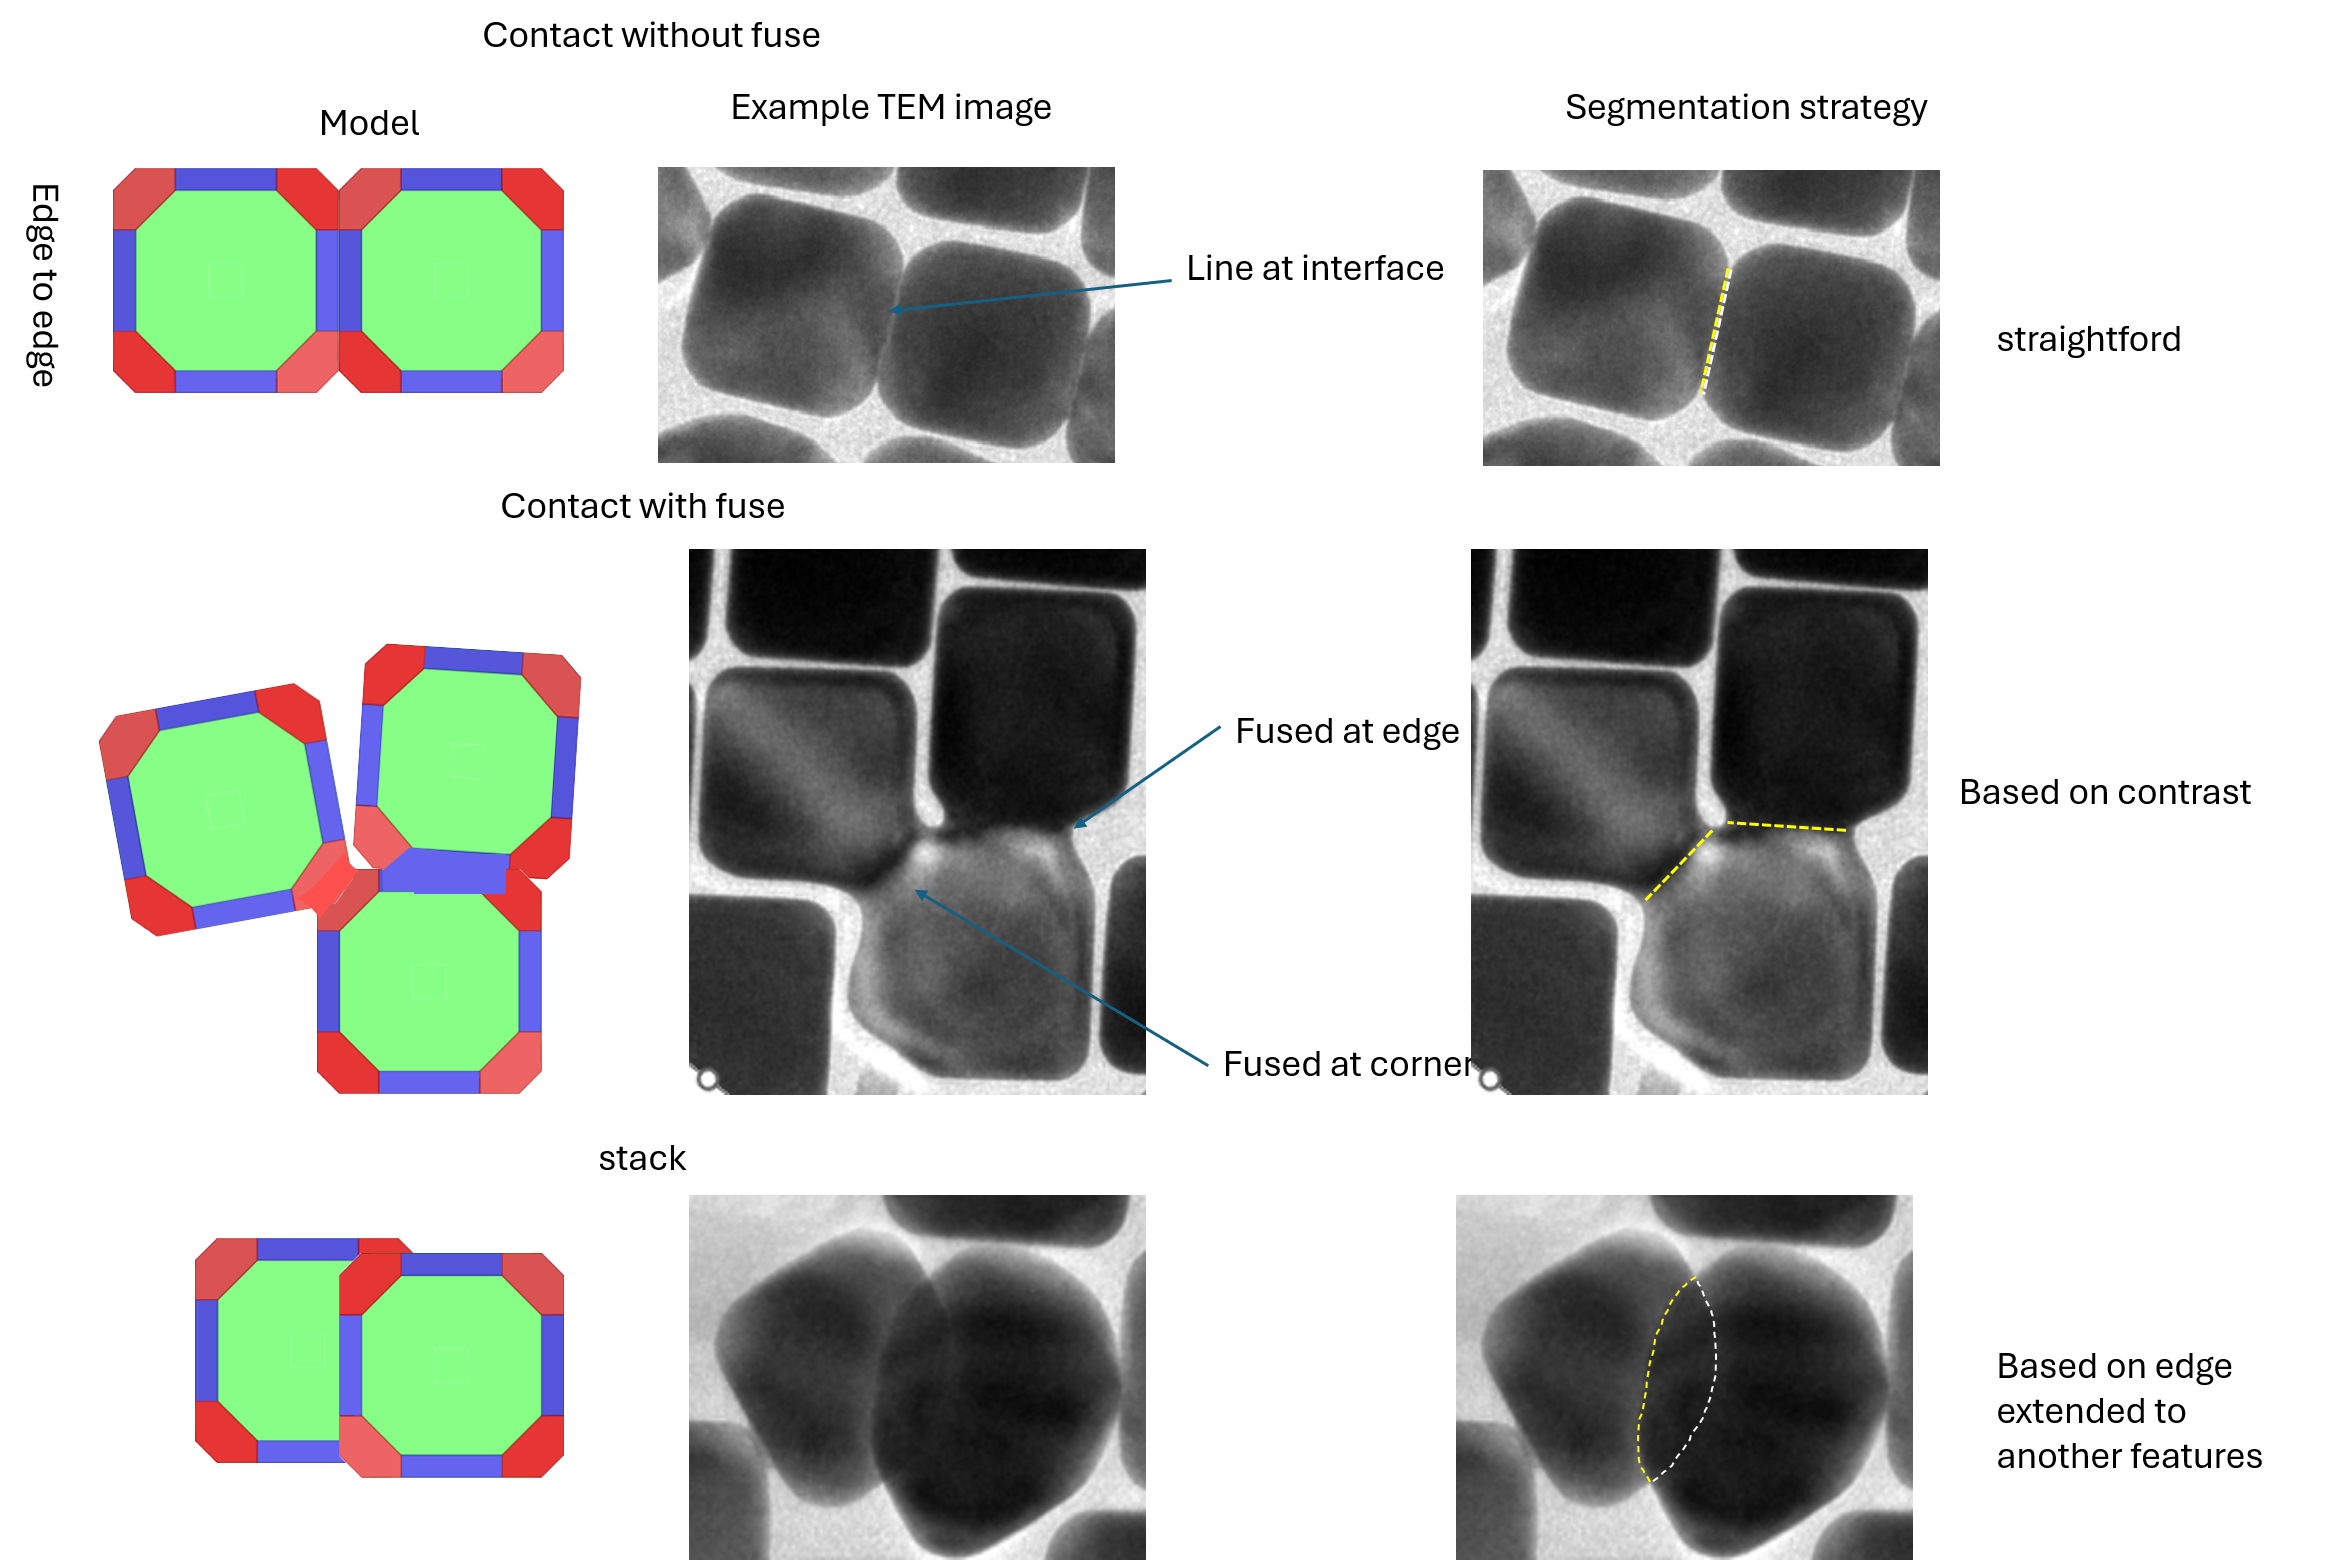 Contact without fuse
Model
Example TEM image
Segmentation strategy
Edge to edge
Line at interface
straightford
Contact with fuse
Fused at edge
Based on contrast
Fused at corner
stack
Based on edge
extended to
another features